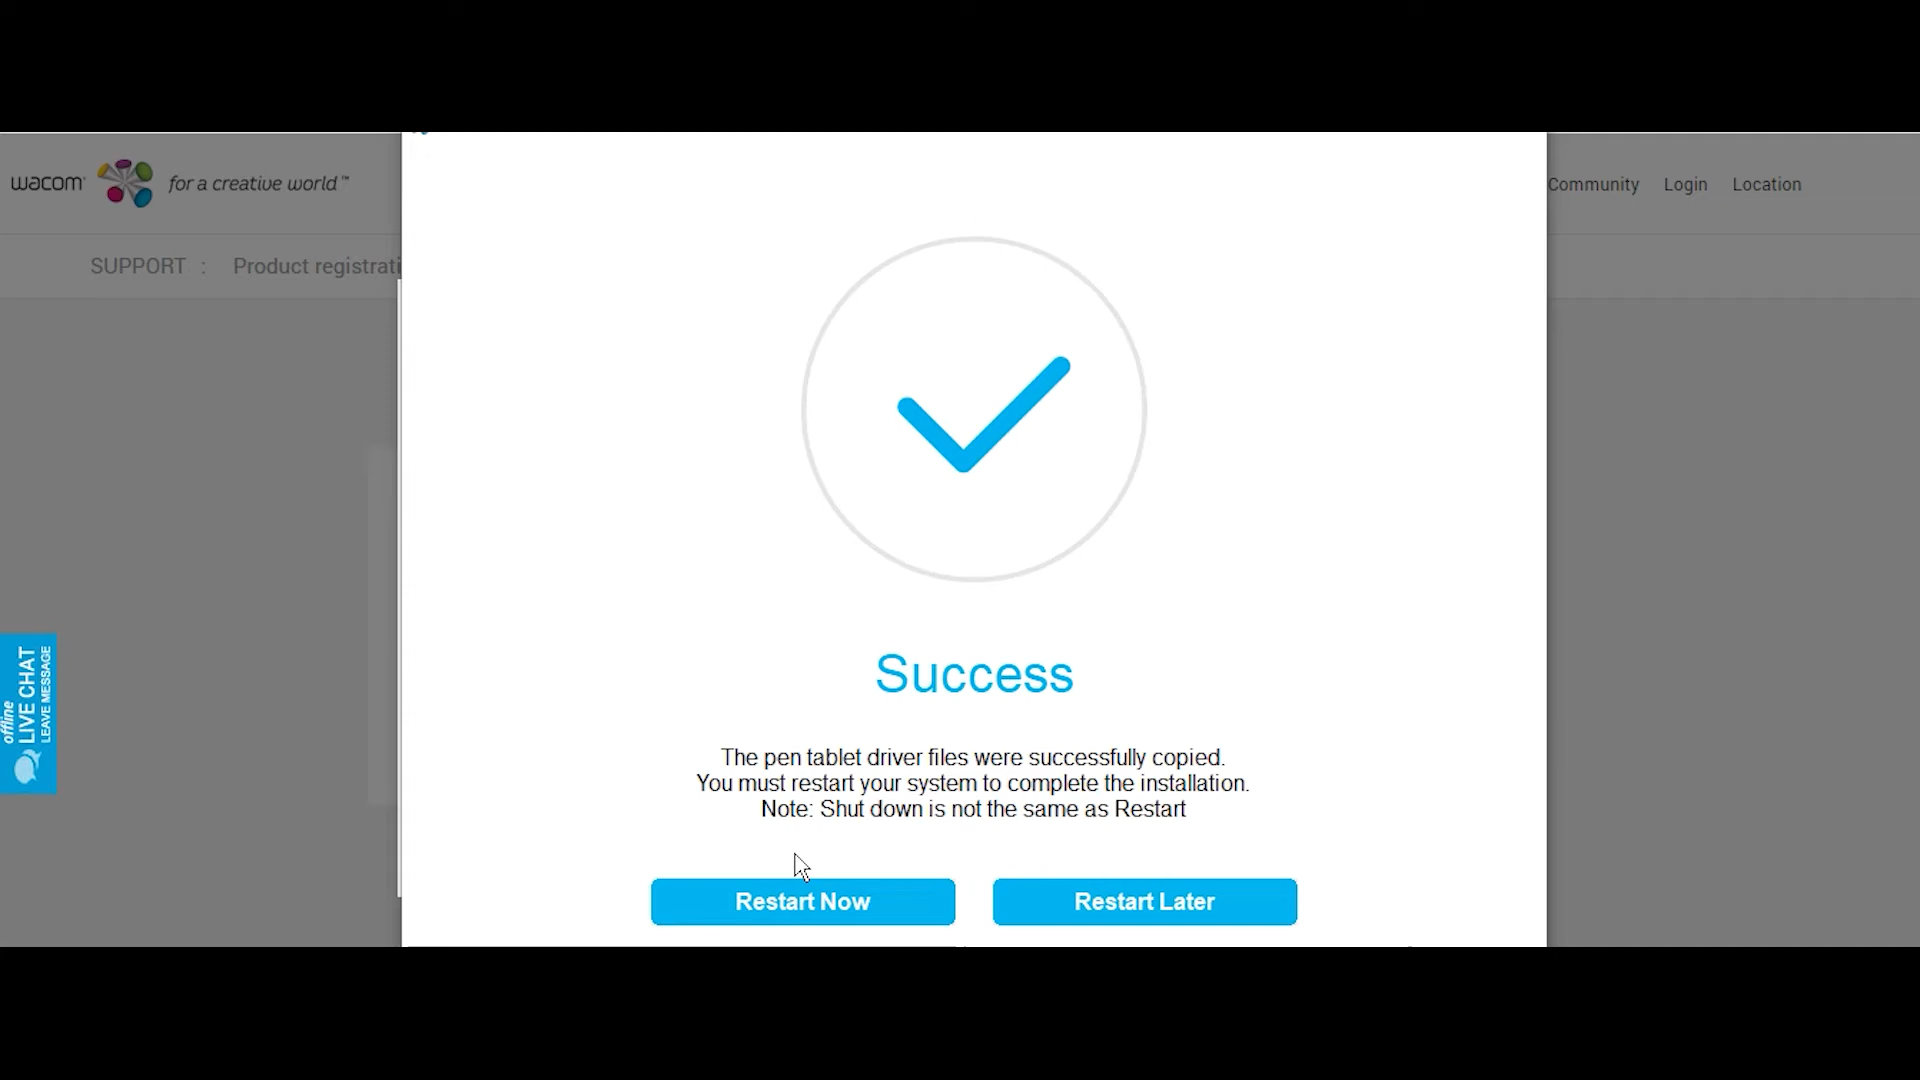 wacom for a creative world™
Community Login Location
SUPPORT : Product registrati
offline
LIVE CHAT
LEAVE MESSAGE
Success
The pen tablet driver files were successfully copied.
You must restart your system to complete the installation.
Note: Shut down is not the same as Restart
Restart Now
Restart Later